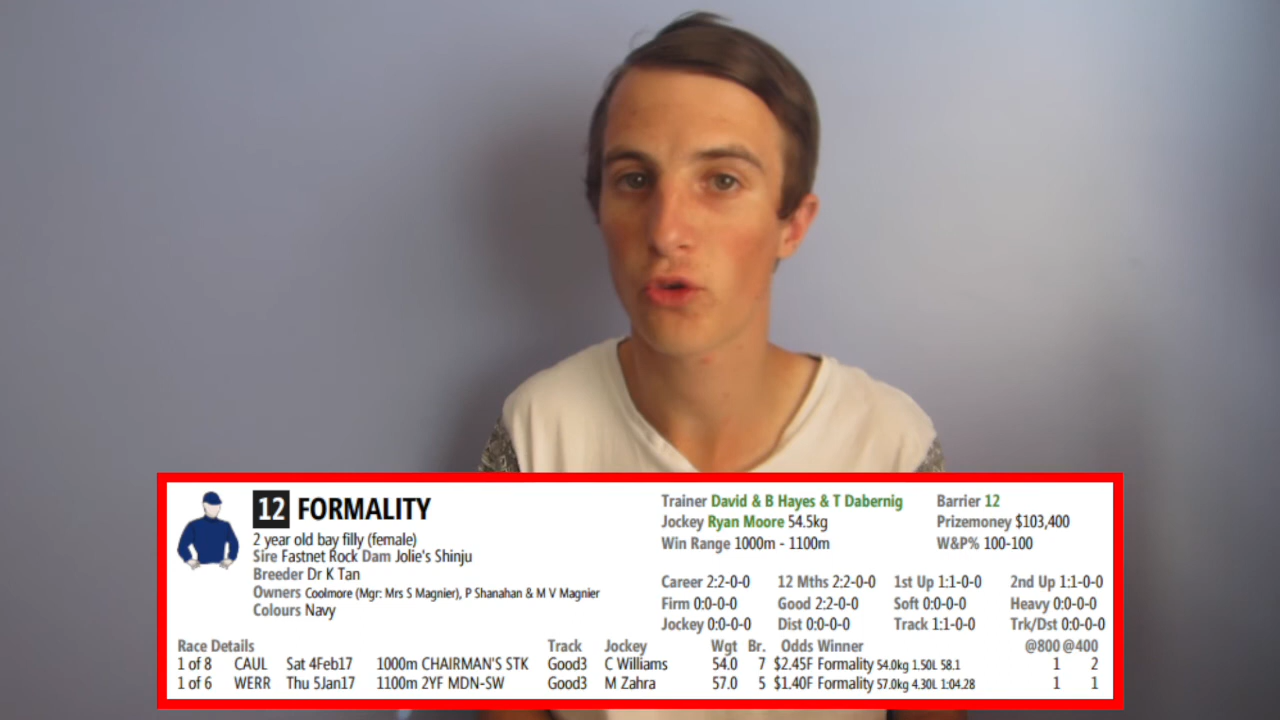 12 FORMALITY
2 year old bay filly (female)
Sire Fastnet Rock Dam Jolie's Shinju
Breeder Dr K Tan
Owners Coolmore (Mgr: Mrs S Magnier), P Shanahan & M V Magnier
Colours Navy
Trainer David & B Hayes & T Dabernig Barrier 12
Jockey Ryan Moore 54.5kg Prizemoney $103,400
Win Range 1000m - 1100m W&P% 100-100
Career 2:2-0-0 12 Mths 2:2-0-0 1st Up 1:1-0-0 2nd Up 1:1-0-0
Firm 0:0-0-0 Good 2:2-0-0 Soft 0:0-0-0 Heavy 0:0-0-0
Jockey 0:0-0-0 Dist 0:0-0-0 Track 1:1-0-0 Trk/Dst 0:0-0-0
Race Details Track Jockey Wgt Br. Odds Winner @800 @400
1 of 8 CAUL Sat 4Feb17 1000m CHAIRMAN'S STK Good3 C Williams 54.0 7 $2.45F Formality 54.0kg 1.50L 58.1 1 2
1 of 6 WERR Thu 5Jan17 1100m 2YF MDN-SW Good3 M Zahra 57.0 5 $1.40F Formality 57.0kg 4.30L 1:04.28 1 1